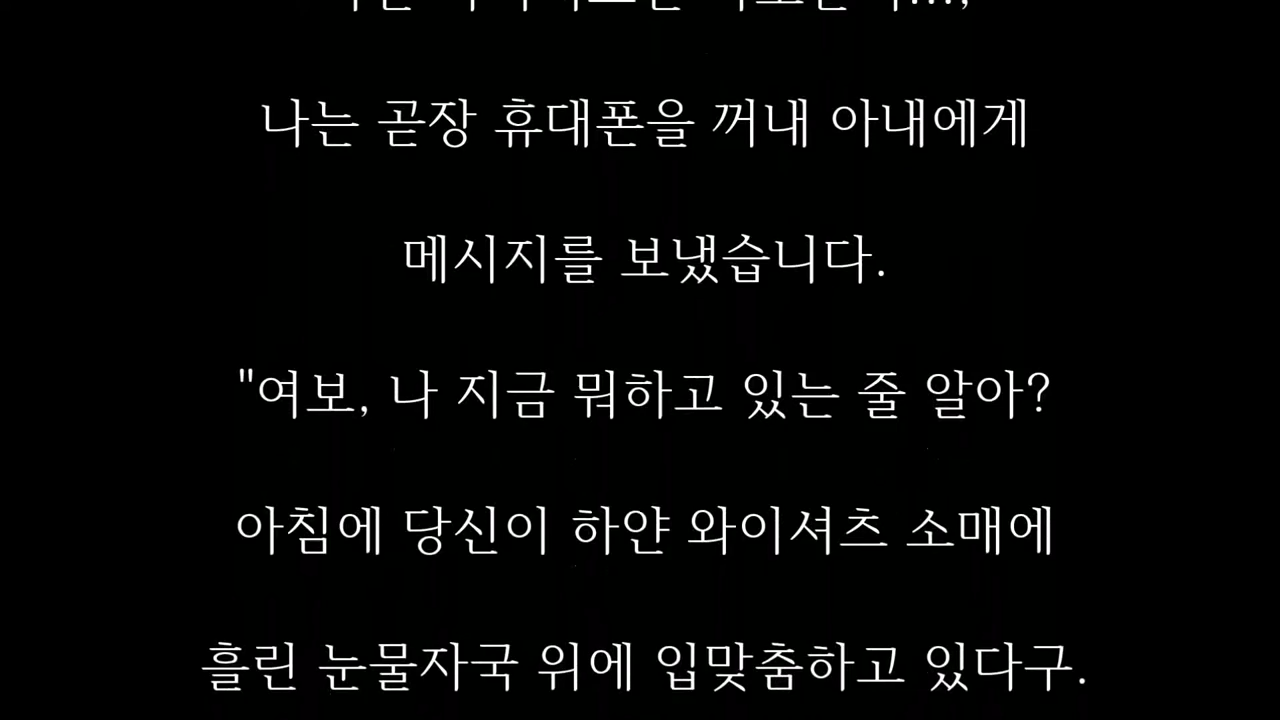 나는 곧장 휴대폰을 꺼내 아내에게
메시지를 보냈습니다.
"여보, 나 지금 뭐하고 있는 줄 알아?
아침에 당신이 하얀 와이셔츠 소매에
흘린 눈물자국 위에 입맞춤하고 있다구.